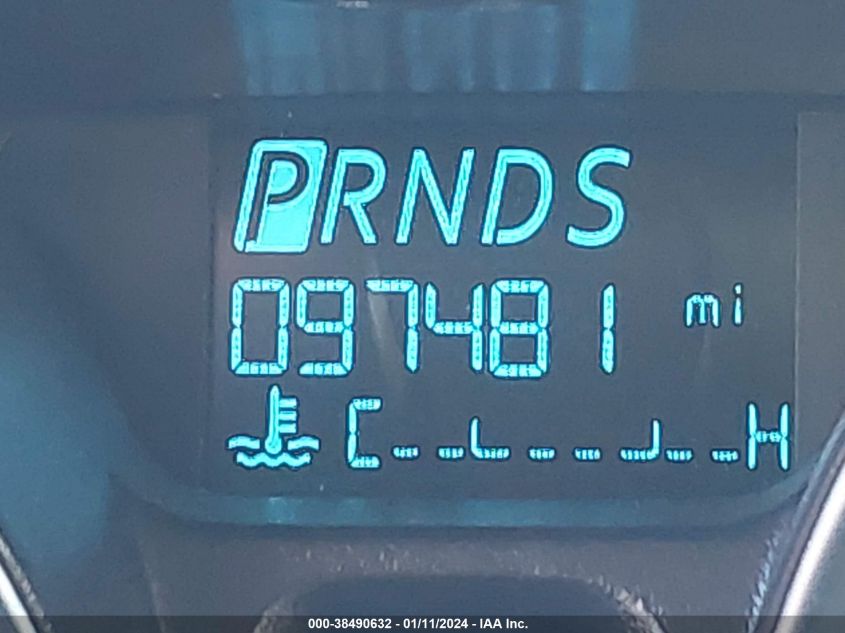 PRNDS
097481 mi
C H
000-38490632 - 01/11/2024 - IAA Inc.